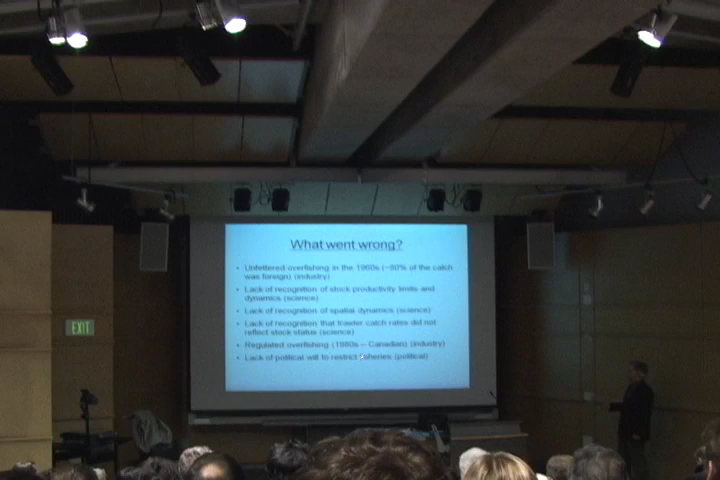 What went wrong?
• Unfettered overfishing in the 1960s (~80% of the catch
was foreign) (industry)
• Lack of recognition of stock productivity limits and
dynamics (science)
• Lack of recognition of spatial dynamics (science)
• Lack of recognition that trawler catch rates did not
reflect stock status (science)
• Regulated overfishing (1980s – Canadian) (industry)
• Lack of political will to restrict fisheries (political)
EXIT